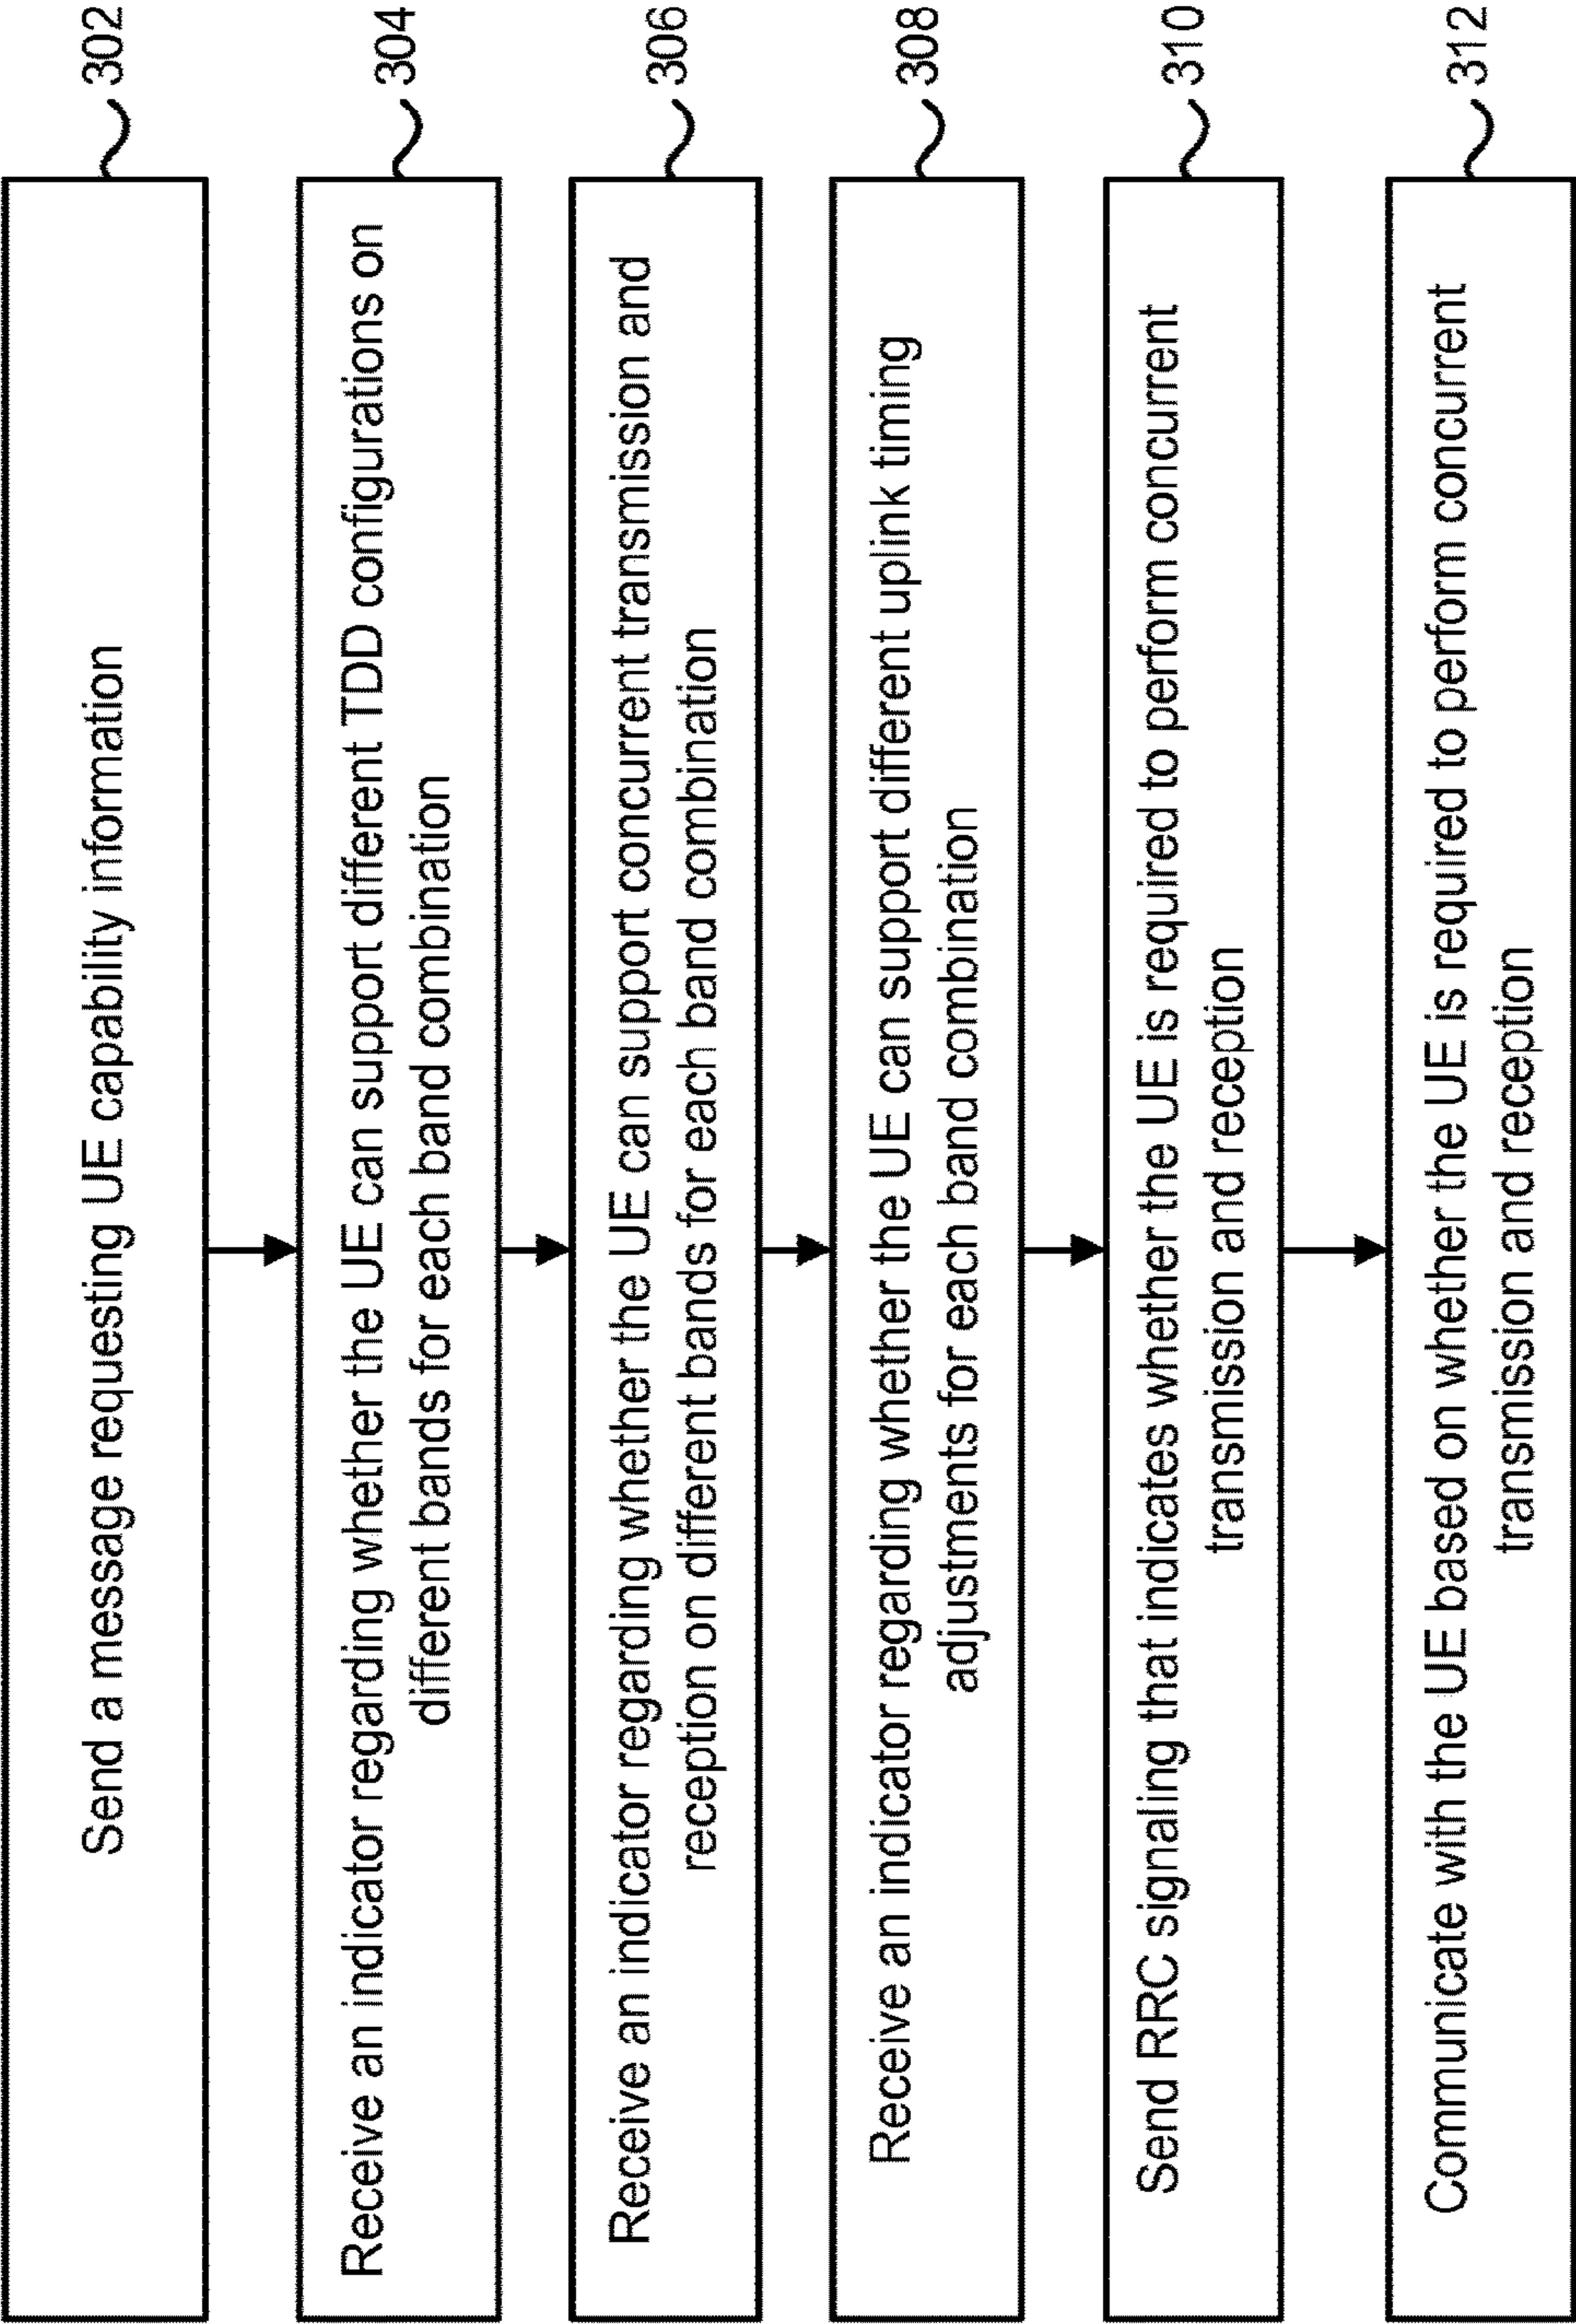 Send a message requesting UE capability information
302
Receive an indicator regarding whether the UE can support different TDD configurations on
different bands for each band combination
304
Receive an indicator regarding whether the UE can support concurrent transmission and
reception on different bands for each band combination
306
Receive an indicator regarding whether the UE can support different uplink timing
adjustments for each band combination
308
Send RRC signaling that indicates whether the UE is required to perform concurrent
transmission and reception
310
Communicate with the UE based on whether the UE is required to perform concurrent
transmission and reception
312